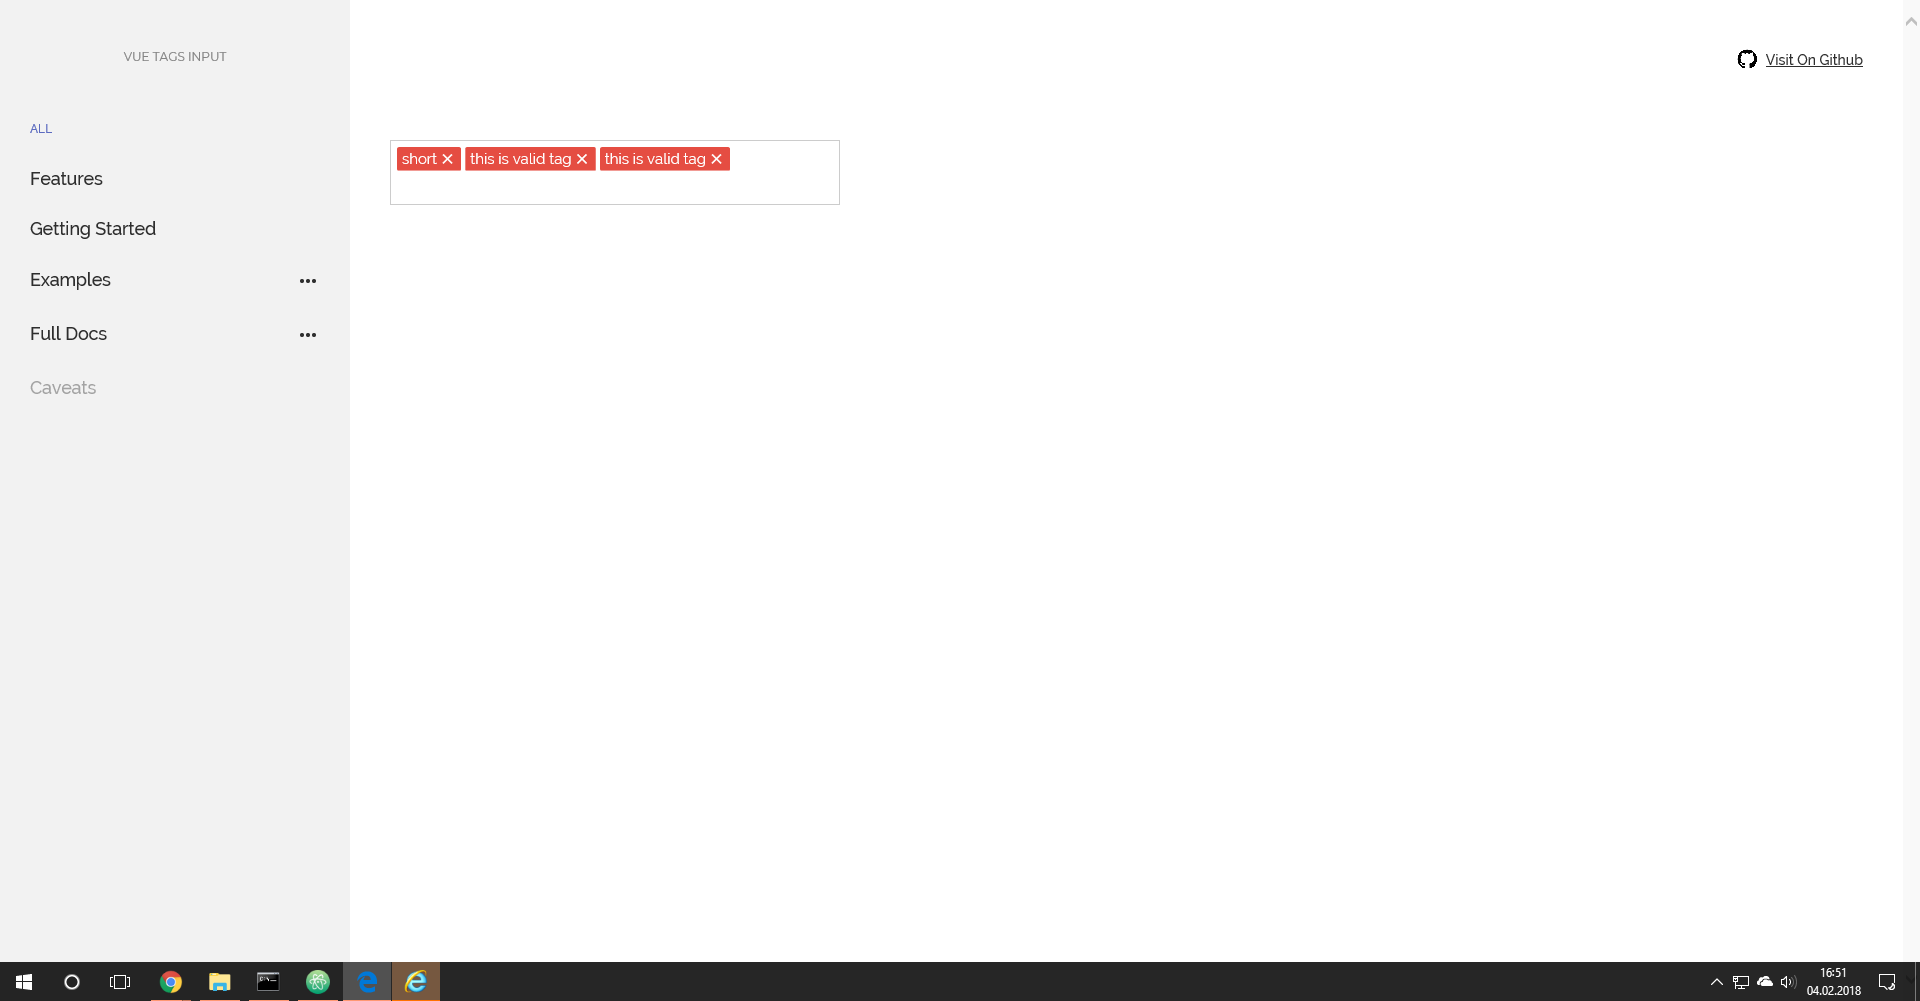 VUE TAGS INPUT
Visit On Github
ALL
short
this is valid tag
this is valid tag
Features
Getting Started
Examples
Full Docs
Caveats
16:51
04.02.2018